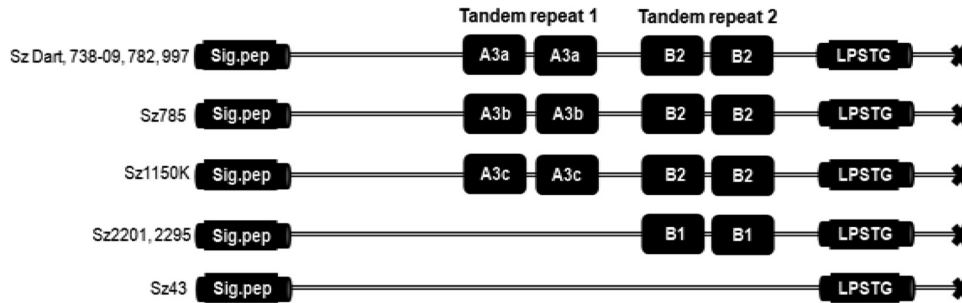 Tandem repeat 1 Tandem repeat 2
Sz Dart, 738-09, 782, 997 Sig.pep A3a A3a B2 B2 LPSTG
Sz785 Sig.pep A3b A3b B2 B2 LPSTG
Sz1150K Sig.pep A3c A3c B2 B2 LPSTG
Sz2201, 2295 Sig.pep B1 B1 LPSTG
Sz43 Sig.pep LPSTG